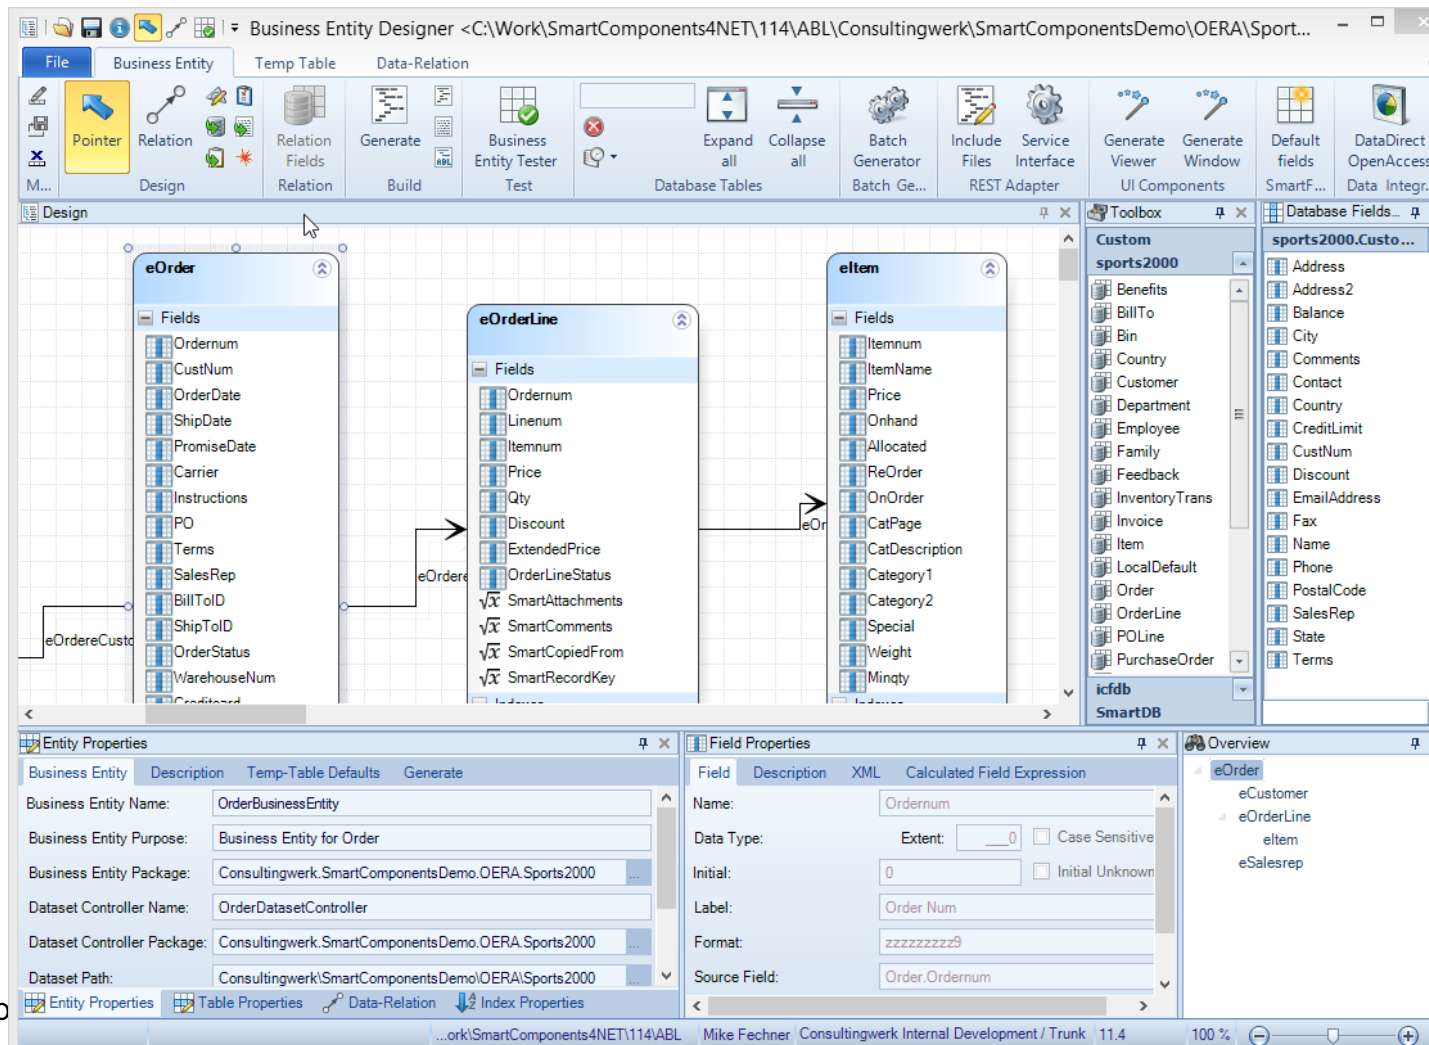 Business Entity Designer <C:\Work\SmartComponents4NET\114\ABL\Consultingwerk\SmartComponentsDemo\OERA\Sport...
File Business Entity Temp Table Data-Relation
Pointer Relation Relation Fields Generate ABL Business Entity Tester Expand all Collapse all Batch Generator Include Files Service Interface Generate Viewer Generate Window Default fields DataDirect OpenAccess
M... Design Relation Build Test Database Tables Batch Ge... REST Adapter UI Components SmartF... Data Integr.
Design
eOrder
Fields
Ordernum
CustNum
OrderDate
ShipDate
PromiseDate
Carrier
Instructions
PO
Terms
SalesRep
BillToID
ShipToID
OrderStatus
WarehouseNum
Creditcard
eOrdereCusto
eOrdere
eOrderLine
Fields
Ordernum
Linenum
Itemnum
Price
Qty
Discount
ExtendedPrice
OrderLineStatus
SmartAttachments
SmartComments
SmartCopiedFrom
SmartRecordKey
Indexes
eOr
eItem
Fields
Itemnum
ItemName
Price
Onhand
Allocated
ReOrder
OnOrder
CatPage
CatDescription
Category1
Category2
Special
Weight
Minqty
Indexes
Toolbox
Custom
sports2000
Benefits
BillTo
Bin
Country
Customer
Department
Employee
Family
Feedback
InventoryTrans
Invoice
Item
LocalDefault
Order
OrderLine
POLine
PurchaseOrder
icfdb
SmartDB
Database Fields...
sports2000.Custo...
Address
Address2
Balance
City
Comments
Contact
Country
CreditLimit
CustNum
Discount
EmailAddress
Fax
Name
Phone
PostalCode
SalesRep
State
Terms
Entity Properties
Business Entity Description Temp-Table Defaults Generate
Business Entity Name: OrderBusinessEntity
Business Entity Purpose: Business Entity for Order
Business Entity Package: Consultingwerk.SmartComponentsDemo.OERA.Sports2000 ...
Dataset Controller Name: OrderDatasetController
Dataset Controller Package: Consultingwerk.SmartComponentsDemo.OERA.Sports2000 ...
Dataset Path: Consultingwerk\SmartComponentsDemo\OERA\Sports2000 ...
Entity Properties Table Properties Data-Relation Index Properties
Field Properties
Field Description XML Calculated Field Expression
Name: Ordernum
Data Type: Extent: ___0 Case Sensitive
Initial: 0 Initial Unknown
Label: Order Num
Format: zzzzzzzzz9
Source Field: Order.Ordernum
Overview
eOrder
eCustomer
eOrderLine
eItem
eSalesrep
...ork\SmartComponents4NET\114\ABL Mike Fechner Consultingwerk Internal Development / Trunk 11.4 100 %